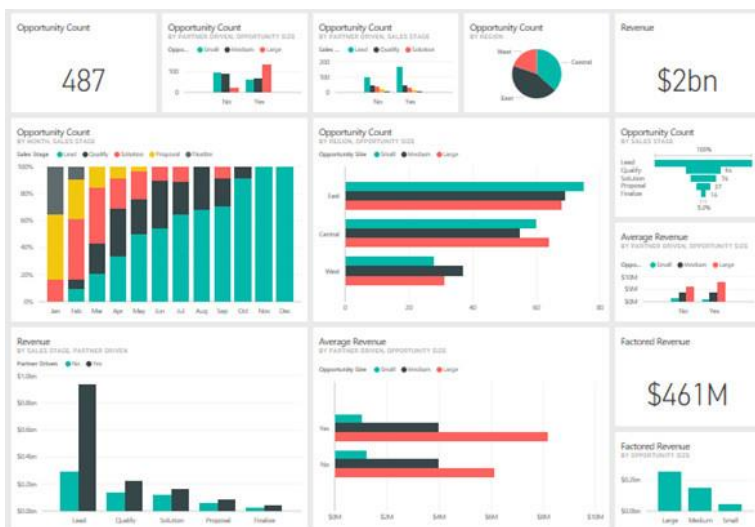 Opportunity Count
487
Opportunity Count
BY PARTNER DRIVEN, OPPORTUNITY SIZE
Oppo... Small Medium Large
100
0
No Yes
Opportunity Count
BY PARTNER DRIVEN, SALES STAGE
Sales ... Lead Qualify Solution
200
100
0
No Yes
Opportunity Count
BY REGION
West
Central
East
Revenue
$2bn
Opportunity Count
BY MONTH, SALES STAGE
Sales Stage Lead Qualify Solution Proposal Finalize
100%
80%
60%
40%
20%
0%
Jan Feb Mar Apr May Jun Jul Aug Sep Oct Nov Dec
Opportunity Count
BY REGION, OPPORTUNITY SIZE
Opportunity Size Small Medium Large
East
Central
West
0 20 40 60 80
Opportunity Count
BY SALES STAGE
100%
Lead
Qualify
Solution
Proposal
Finalize
Average Revenue
BY PARTNER DRIVEN, OPPORTUNITY SIZE
Oppo... Small Medium Large
$10M
$5M
$0M
No Yes
Revenue
BY SALES STAGE, PARTNER DRIVEN
Partner Driven No Yes
$1.0bn
$0.8bn
$0.6bn
$0.4bn
$0.2bn
$0.0bn
Lead Qualify Solution Proposal Finalize
Average Revenue
BY PARTNER DRIVEN, OPPORTUNITY SIZE
Opportunity Size Small Medium Large
Yes
No
$0M $2M $4M $6M $8M $10M
Factored Revenue
$461M
Factored Revenue
BY OPPORTUNITY SIZE
$0.2bn
$0.0bn
Large Medium Small